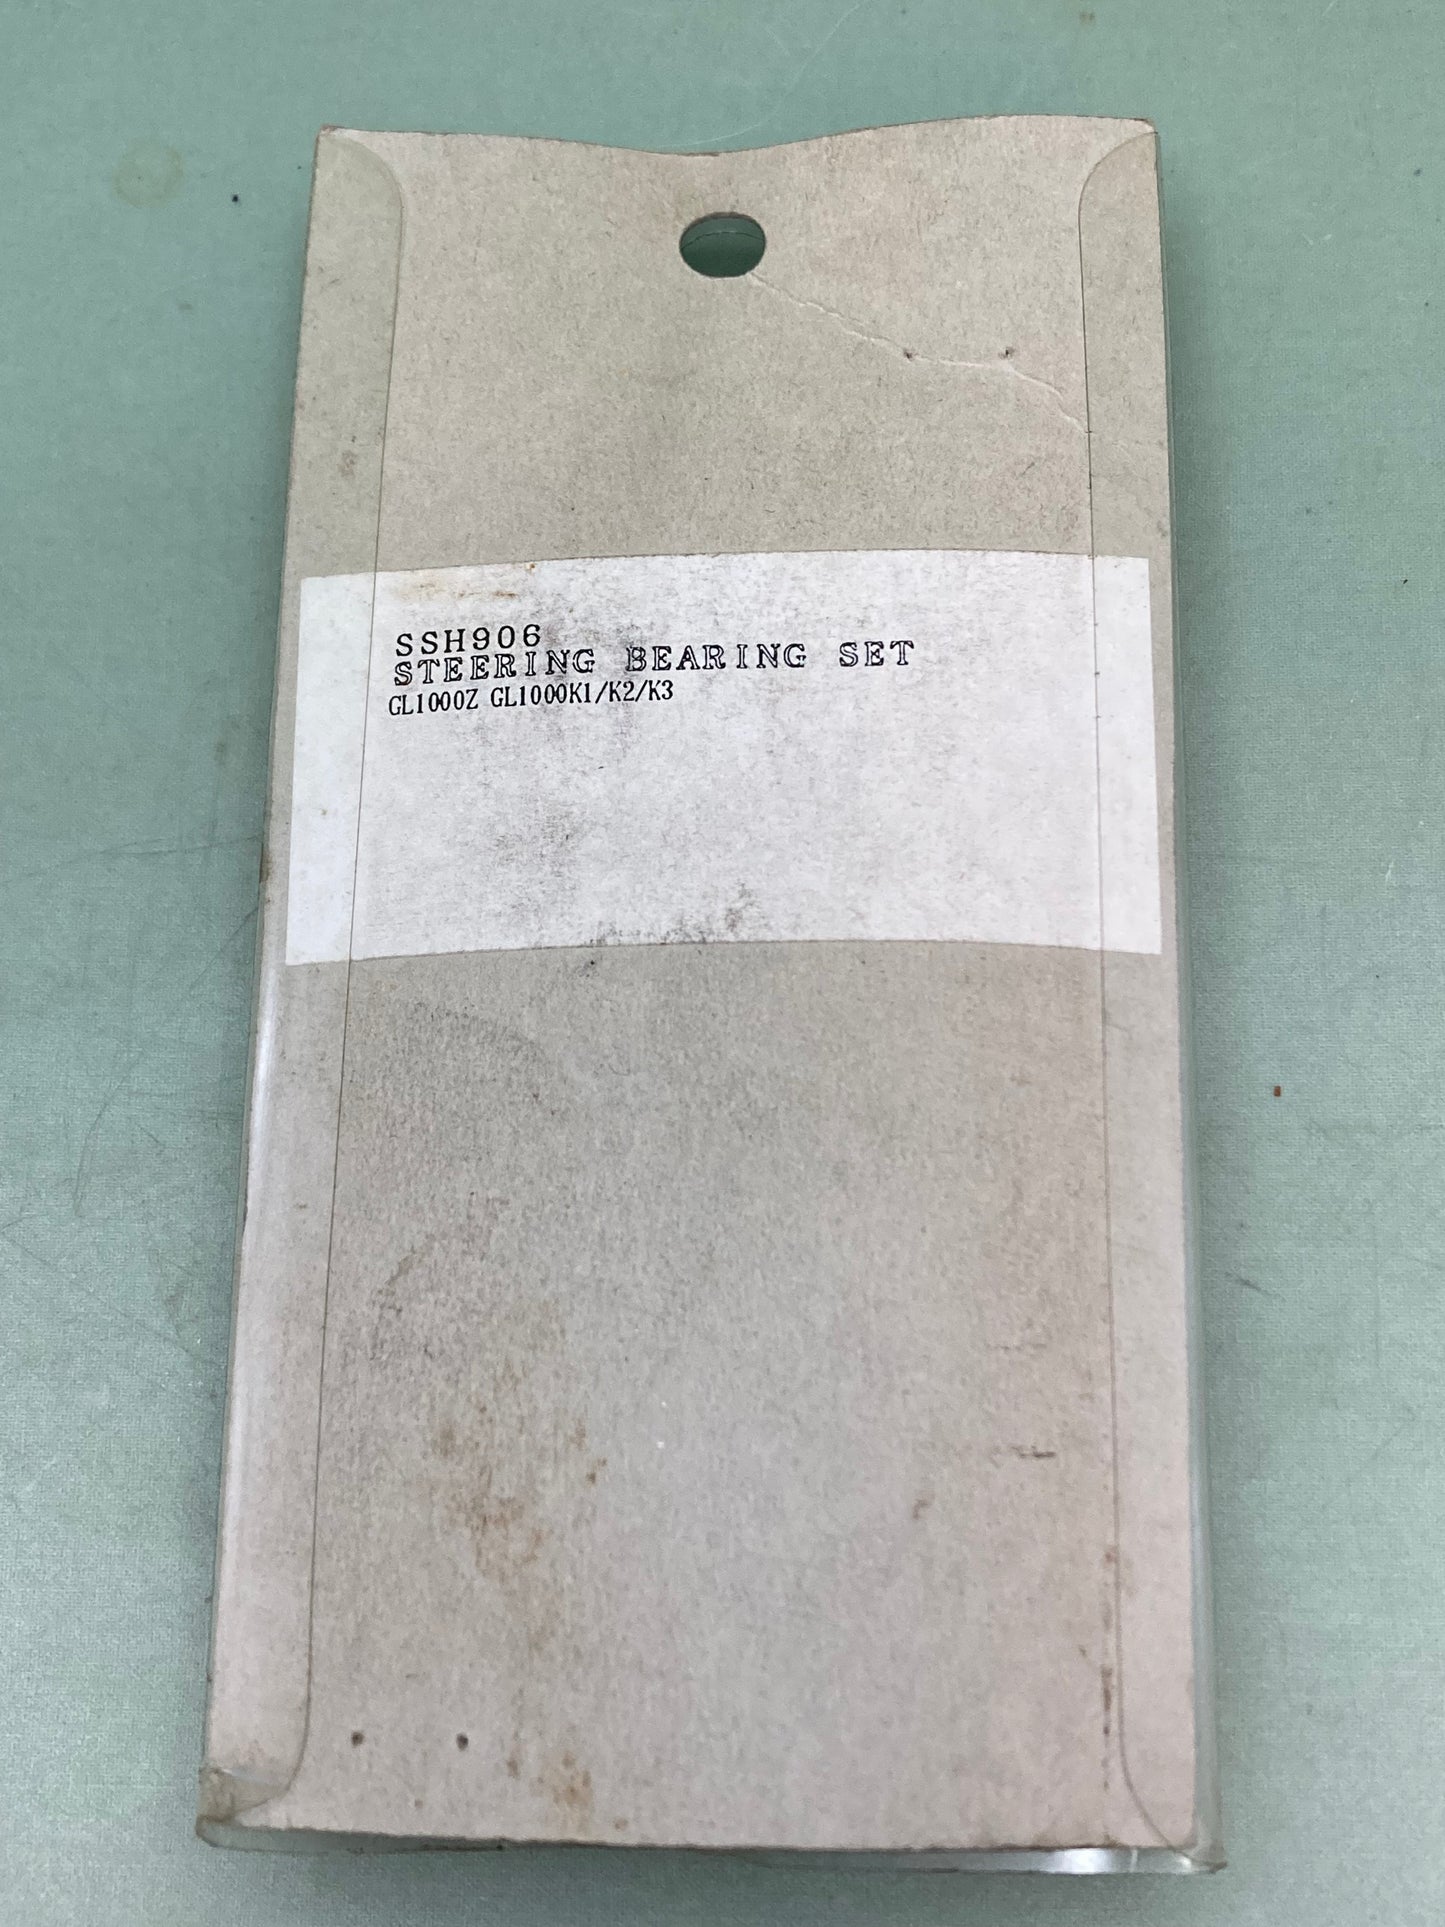 SSH906
STEERING BEARING SET
GL1000Z GL1000K1/K2/K3